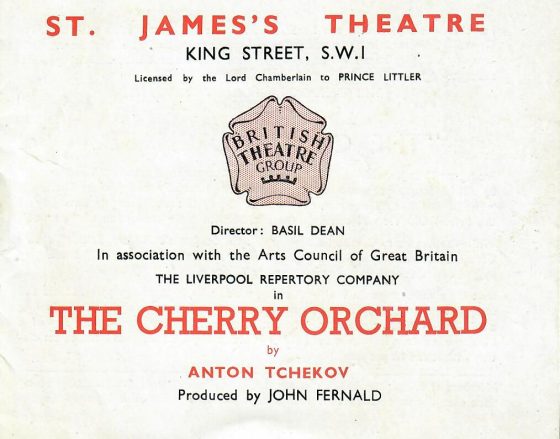 ST. JAMES'S THEATRE
KING STREET, S.W.1
Licensed by the Lord Chamberlain to PRINCE LITTLER
BRITISH
THEATRE
GROUP
Director: BASIL DEAN
In association with the Arts Council of Great Britain
THE LIVERPOOL REPERTORY COMPANY
in
THE CHERRY ORCHARD
by
ANTON TCHEKOV
Produced by JOHN FERNALD